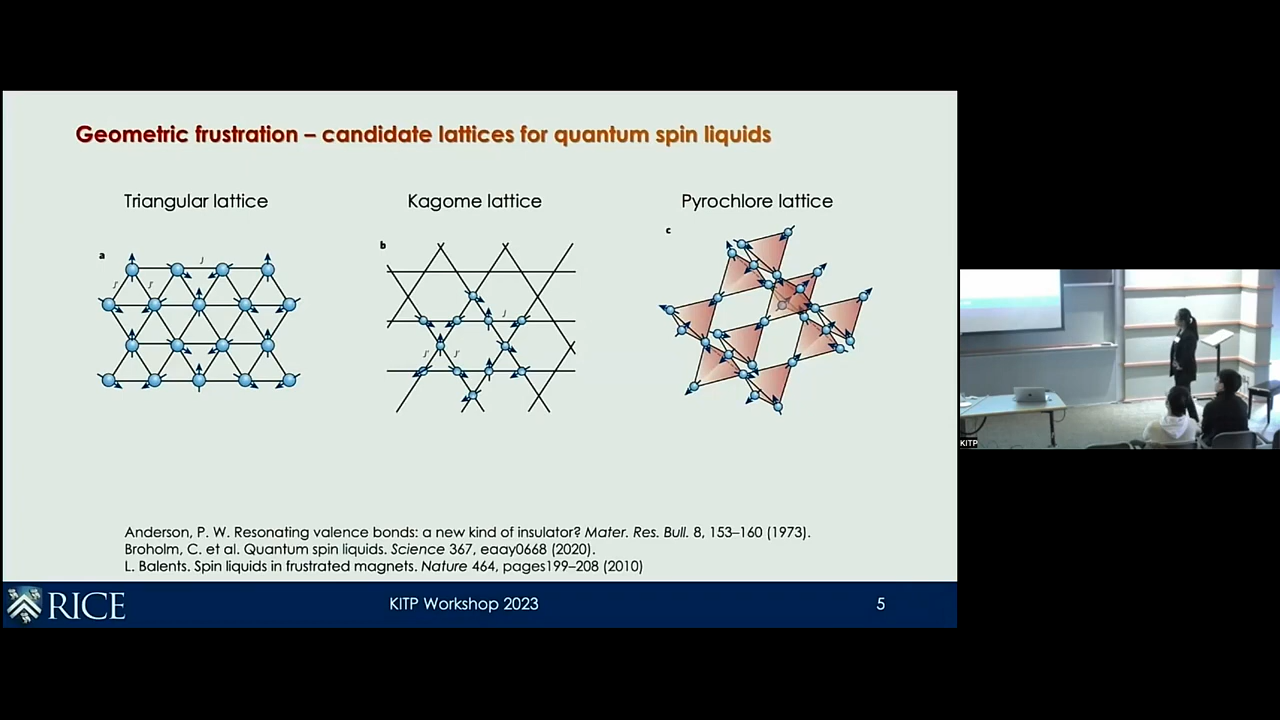 Geometric frustration – candidate lattices for quantum spin liquids
Triangular lattice
Kagome lattice
Pyrochlore lattice
a
J
J'
J'
b
J
J'
J'
c
Anderson, P. W. Resonating valence bonds: a new kind of insulator? Mater. Res. Bull. 8, 153–160 (1973).
Broholm, C. et al. Quantum spin liquids. Science 367, eaay0668 (2020).
L. Balents. Spin liquids in frustrated magnets. Nature 464, pages199–208 (2010)
RICE
KITP Workshop 2023
5
KITP